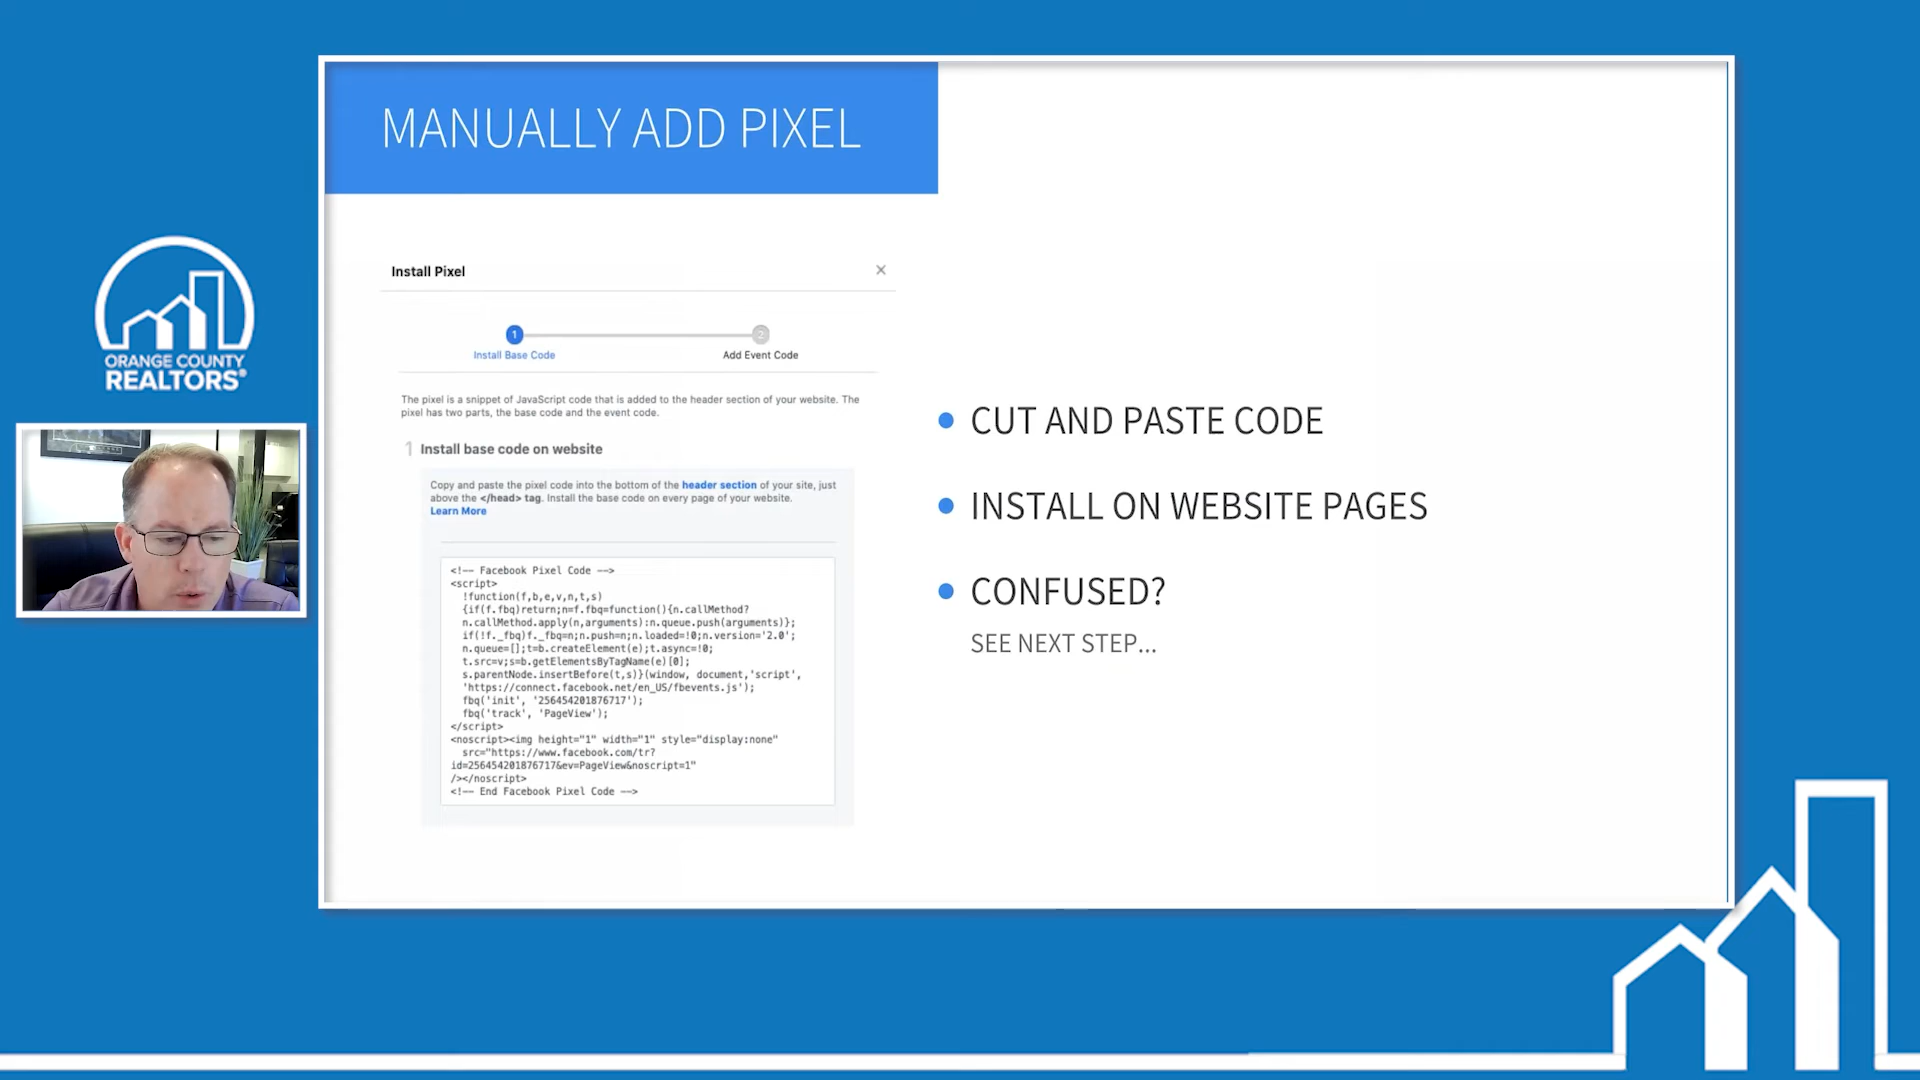 MANUALLY ADD PIXEL
ORANGE COUNTY
REALTORS®
Install Pixel
×
1
2
Install Base Code
Add Event Code
The pixel is a snippet of JavaScript code that is added to the header section of your website. The
pixel has two parts, the base code and the event code.
1 Install base code on website
Copy and paste the pixel code into the bottom of the header section of your site, just
above the </head> tag. Install the base code on every page of your website.
Learn More
<!-- Facebook Pixel Code -->
<script>
!function(f,b,e,v,n,t,s)
{if(f.fbq)return;n=f.fbq=function(){n.callMethod?
n.callMethod.apply(n,arguments):n.queue.push(arguments)};
if(!f._fbq)f._fbq=n;n.push=n;n.loaded=!0;n.version='2.0';
n.queue=[];t=b.createElement(e);t.async=!0;
t.src=v;s=b.getElementsByTagName(e)[0];
s.parentNode.insertBefore(t,s)}(window, document,'script',
'https://connect.facebook.net/en_US/fbevents.js');
fbq('init', '256454201876717');
fbq('track', 'PageView');
</script>
<noscript><img height="1" width="1" style="display:none"
src="https://www.facebook.com/tr?
id=256454201876717&ev=PageView&noscript=1"
/></noscript>
<!-- End Facebook Pixel Code -->
CUT AND PASTE CODE
INSTALL ON WEBSITE PAGES
CONFUSED?
SEE NEXT STEP...